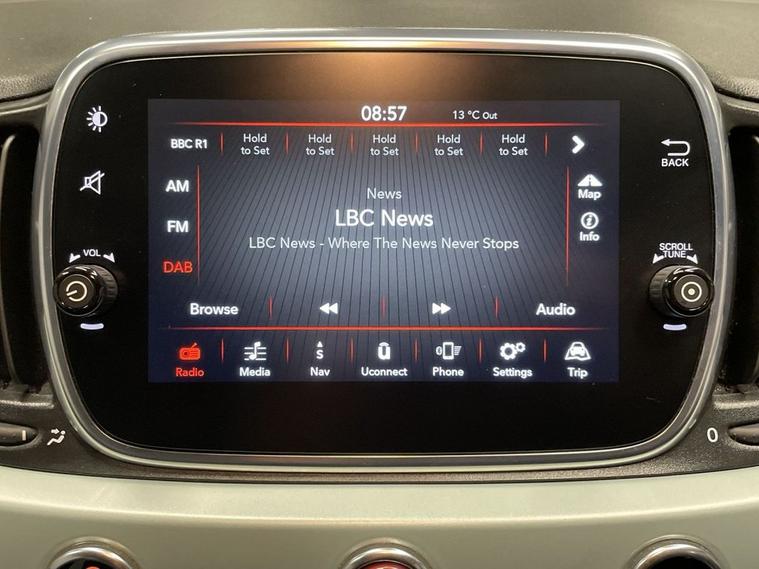 08:57
13 °C Out
BBC R1
Hold to Set
Hold to Set
Hold to Set
Hold to Set
Hold to Set
BACK
AM
FM
DAB
News
LBC News
LBC News - Where The News Never Stops
Map
Info
VOL
SCROLL
TUNE
Browse
Audio
Radio
Media
S
Nav
û
Uconnect
0
Phone
Settings
Trip
0